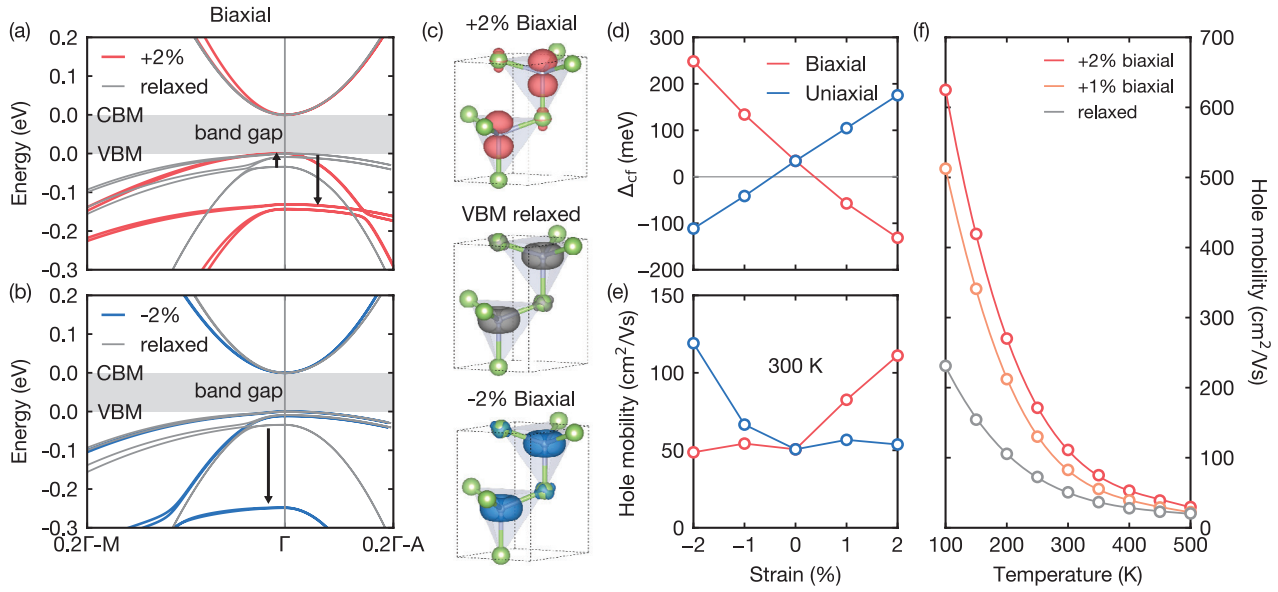 Biaxial
(a)
0.2
0.1
0.0
0.0
−0.1
−0.2
−0.3
Energy (eV)
CBM
VBM
+2%
relaxed
band gap
(b)
0.2
0.1
0.0
0.0
−0.1
−0.2
−0.3
Energy (eV)
CBM
VBM
-2%
relaxed
band gap
0.2Γ–M
Γ
0.2Γ–A
(c)
+2% Biaxial
VBM relaxed
-2% Biaxial
(d)
300
200
100
0
−100
−200
Δcf (meV)
Biaxial
Uniaxial
(e)
150
100
50
0
Hole mobility (cm²/Vs)
300 K
−2 −1 0 1 2
Strain (%)
(f)
+2% biaxial
+1% biaxial
relaxed
700
600
500
400
300
200
100
0
Hole mobility (cm²/Vs)
100 200 300 400 500
Temperature (K)